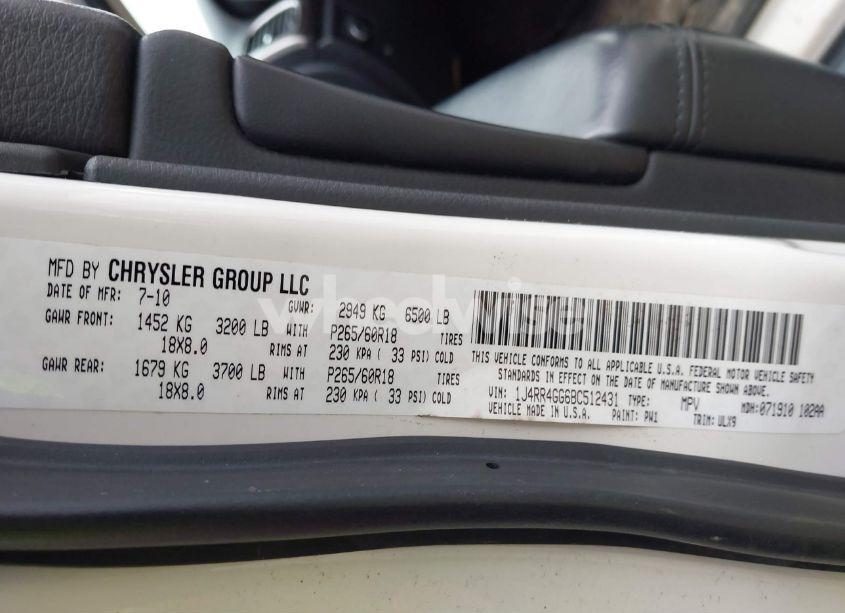 MFD BY CHRYSLER GROUP LLC
DATE OF MFR: 7-10 GVWR: 2949 KG 6500 LB
GAWR FRONT: 1452 KG 3200 LB WITH P265/60R18 TIRES
18X8.0 RIMS AT 230 KPA ( 33 PSI) COLD
GAWR REAR: 1679 KG 3700 LB WITH P265/60R18 TIRES
18X8.0 RIMS AT 230 KPA ( 33 PSI) COLD
THIS VEHICLE CONFORMS TO ALL APPLICABLE U.S.A. FEDERAL MOTOR VEHICLE SAFETY
STANDARDS IN EFFECT ON THE DATE OF MANUFACTURE SHOWN ABOVE.
VIN: 1J4RR4GG6BC512431 TYPE: MPV MDH:071910 102AA
VEHICLE MADE IN U.S.A. PAINT: PW1 TRIM: ULX9